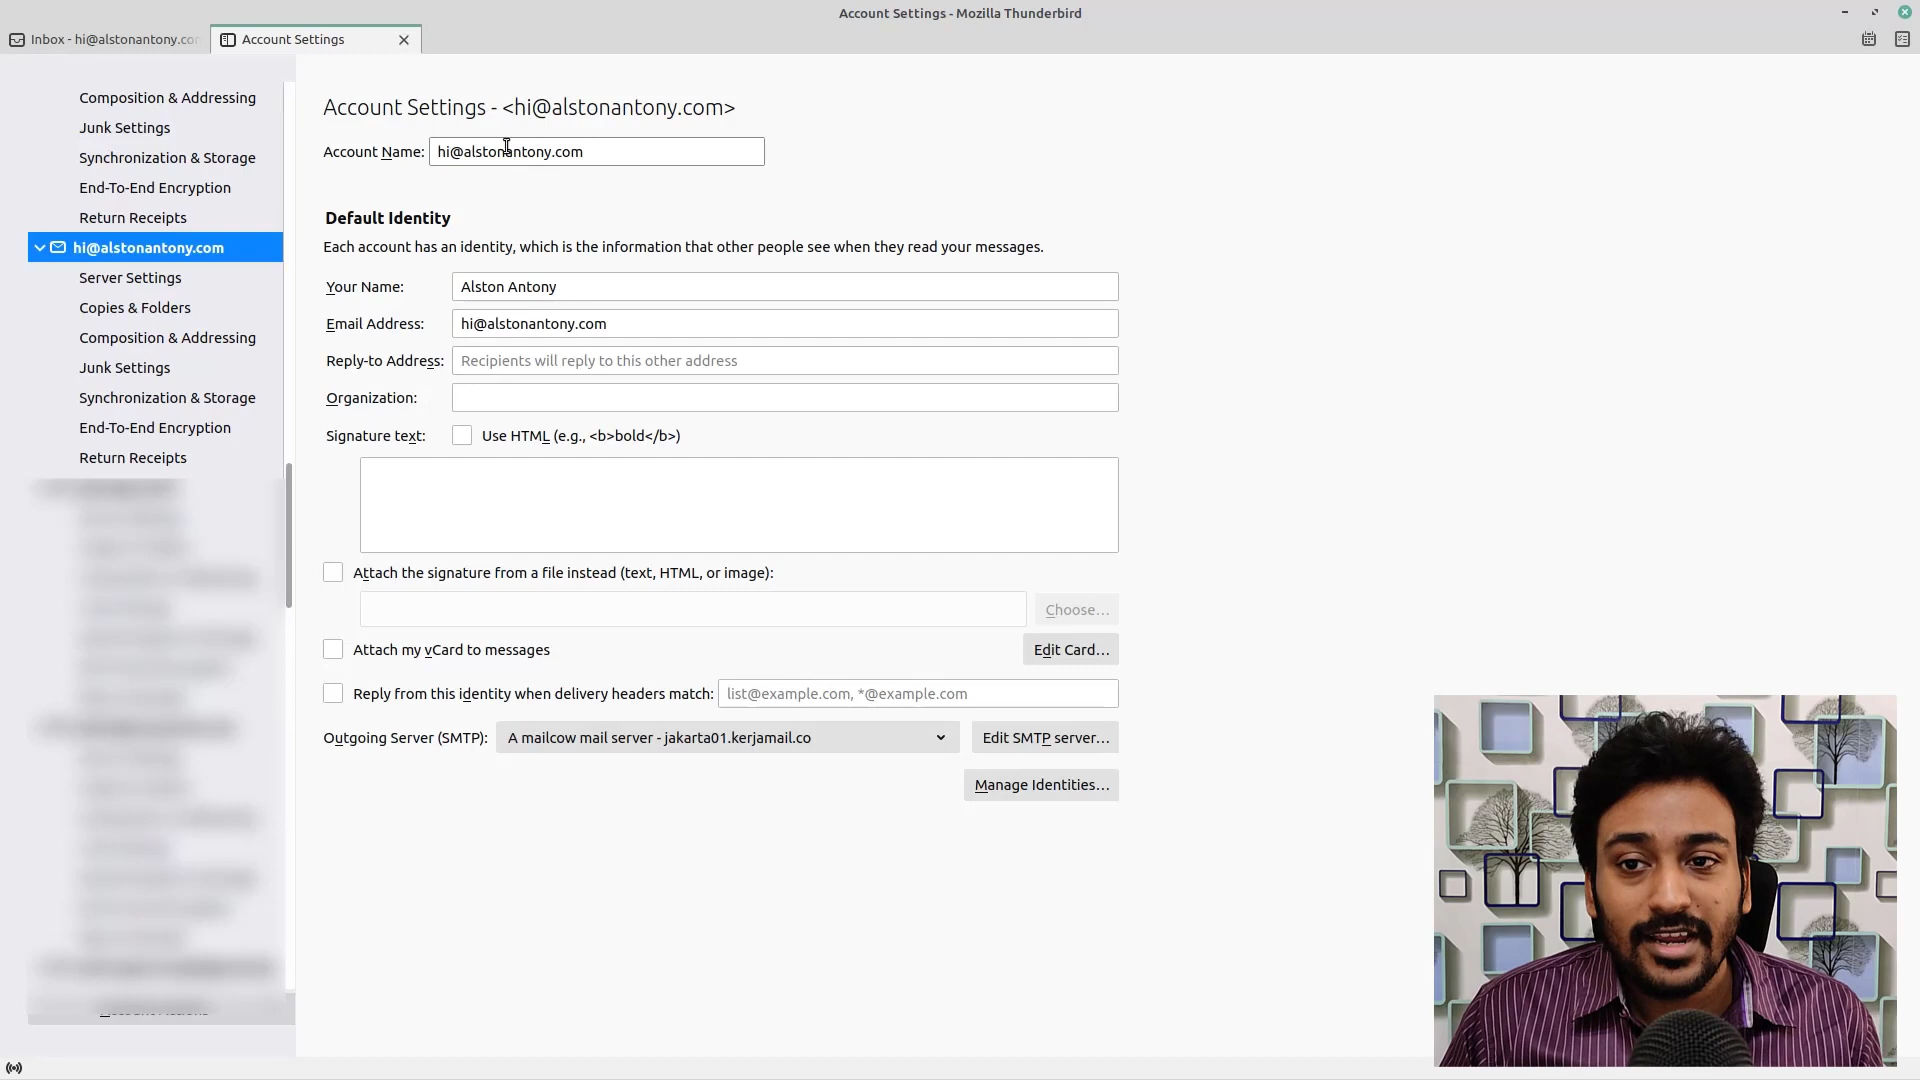 Account Settings - Mozilla Thunderbird
Inbox - hi@alstonantony.co
Account Settings
Composition & Addressing
Junk Settings
Synchronization & Storage
End-To-End Encryption
Return Receipts
hi@alstonantony.com
Server Settings
Copies & Folders
Composition & Addressing
Junk Settings
Synchronization & Storage
End-To-End Encryption
Return Receipts
Account Settings - <hi@alstonantony.com>
Account Name: hi@alstonantony.com
Default Identity
Each account has an identity, which is the information that other people see when they read your messages.
Your Name: Alston Antony
Email Address: hi@alstonantony.com
Reply-to Address: Recipients will reply to this other address
Organization:
Signature text: Use HTML (e.g., <b>bold</b>)
Attach the signature from a file instead (text, HTML, or image):
Choose...
Attach my vCard to messages Edit Card...
Reply from this identity when delivery headers match: list@example.com, *@example.com
Outgoing Server (SMTP): A mailcow mail server - jakarta01.kerjamail.co Edit SMTP server...
Manage Identities...